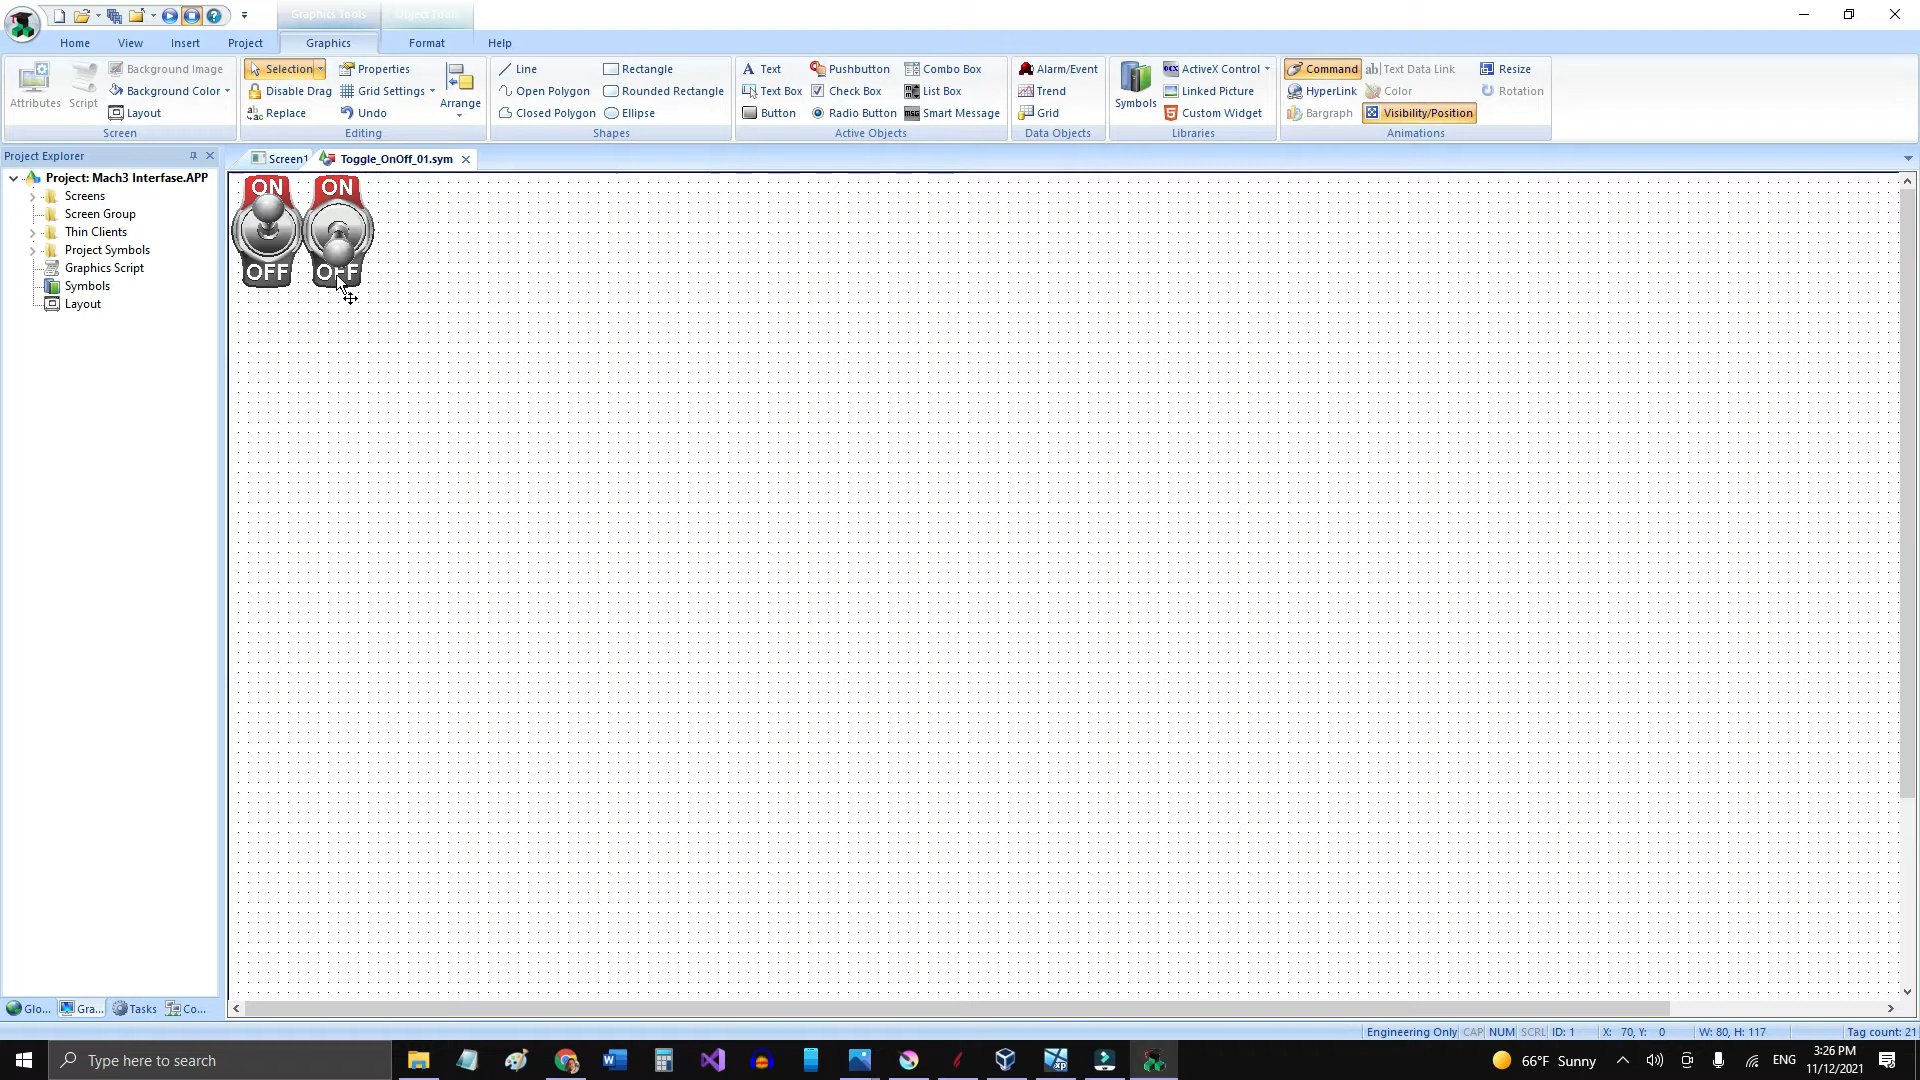 Graphics Tools Object Tools
Home View Insert Project Graphics Format Help
Attributes Script Background Image Background Color Layout
Screen
Selection Disable Drag Replace Properties Grid Settings Undo Arrange
Editing
Line Open Polygon Closed Polygon Rectangle Rounded Rectangle Ellipse
Shapes
Text Text Box Button Pushbutton Check Box Radio Button Combo Box List Box Smart Message
Active Objects
Alarm/Event Trend Grid
Data Objects
Symbols ActiveX Control Linked Picture Custom Widget
Libraries
Command HyperLink Bargraph Text Data Link Color Visibility/Position Resize Rotation
Animations
Project Explorer
Screen1 Toggle_OnOff_01.sym
Project: Mach3 Interfase.APP
Screens
Screen Group
Thin Clients
Project Symbols
Graphics Script
Symbols
Layout
ON ON
OFF OFF
Glo... Gra... Tasks Co...
Engineering Only CAP NUM SCRL ID: 1 X: 70, Y: 0 W: 80, H: 117 Tag count: 21
Type here to search
66°F Sunny ENG 3:26 PM
11/12/2021